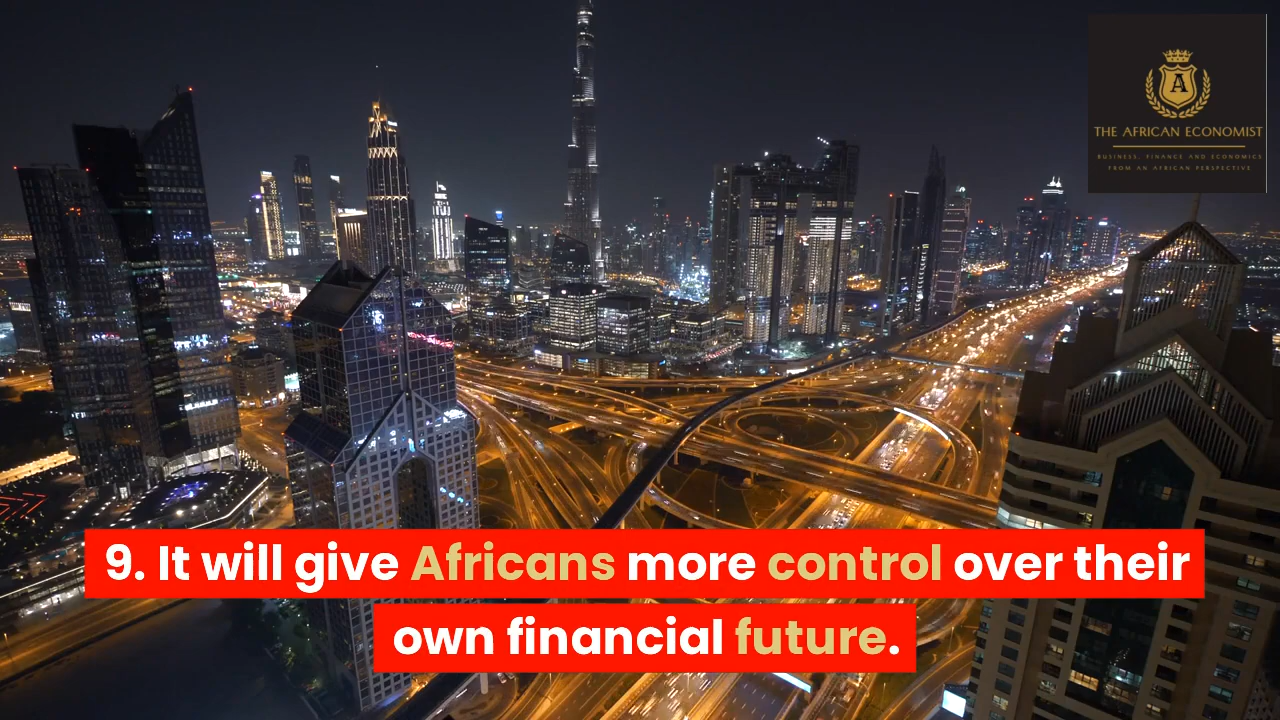 A
THE AFRICAN ECONOMIST
BUSINESS, FINANCE AND ECONOMICS
FROM AN AFRICAN PERSPECTIVE
9. It will give Africans more control over their
own financial future.